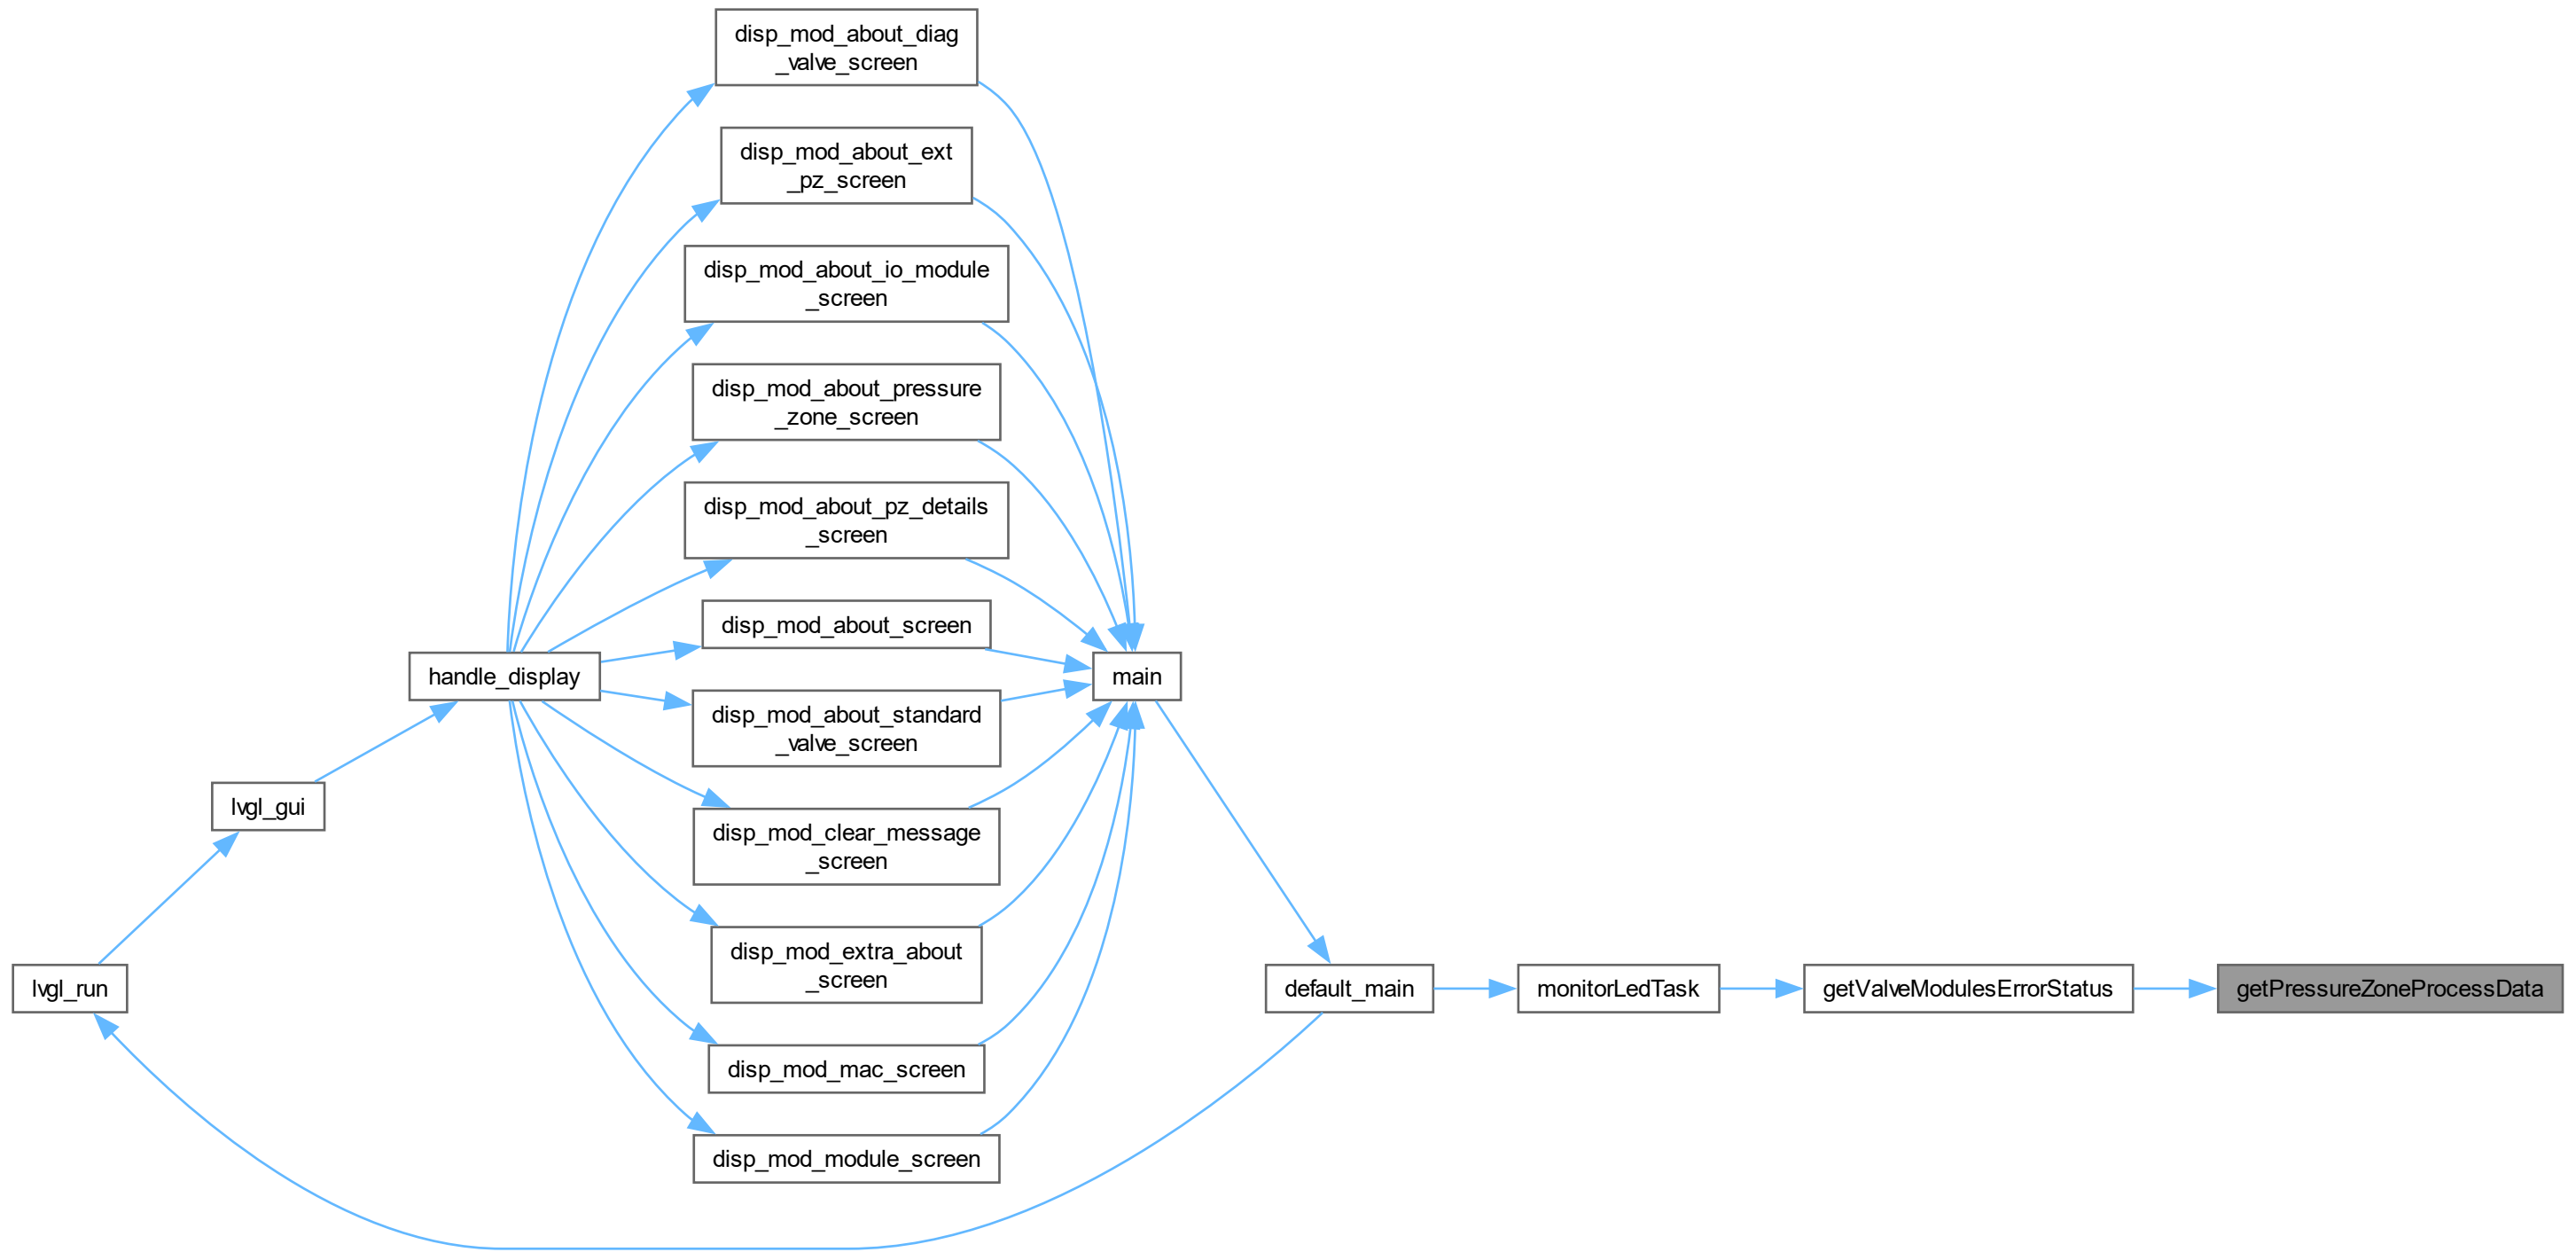 disp_mod_about_diag
_valve_screen
disp_mod_about_ext
_pz_screen
disp_mod_about_io_module
_screen
disp_mod_about_pressure
_zone_screen
disp_mod_about_pz_details
_screen
disp_mod_about_screen
handle_display
main
disp_mod_about_standard
_valve_screen
lvgl_gui
disp_mod_clear_message
_screen
disp_mod_extra_about
_screen
lvgl_run
default_main
monitorLedTask
getValveModulesErrorStatus
getPressureZoneProcessData
disp_mod_mac_screen
disp_mod_module_screen